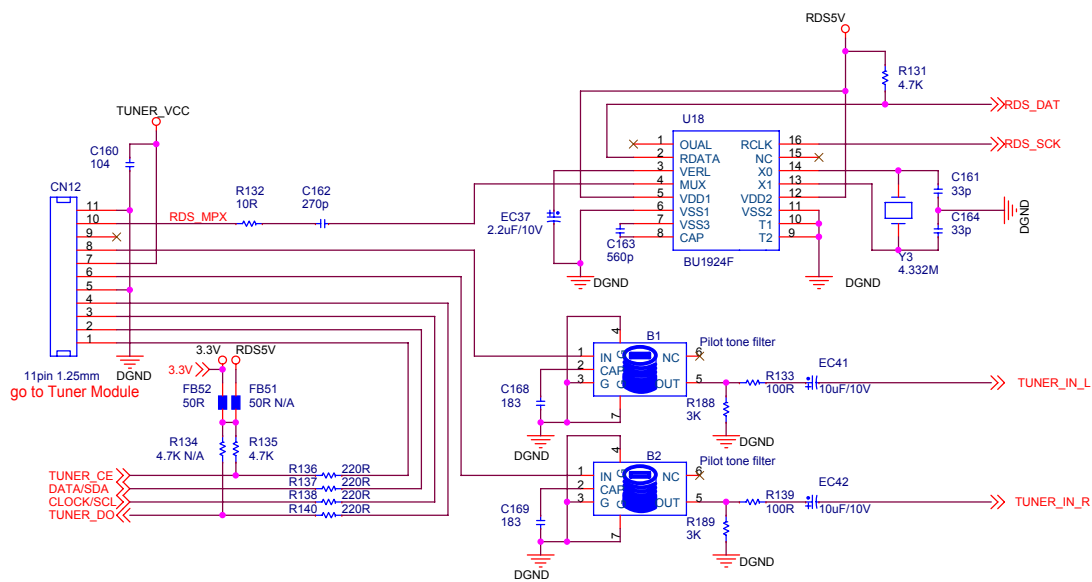 RDS5V
R131
4.7K
RDS_DAT
TUNER_VCC
U18
C160
104
1
OUAL
RCLK
16
RDS_SCK
2
RDATA
NC
15
CN12
3
VERL
X0
14
R132
10R
C162
270p
4
MUX
X1
13
C161
33p
5
VDD1
VDD2
12
11
10
RDS_MPX
6
VSS1
VSS2
11
EC37
2.2uF/10V
7
VSS3
T1
10
9
8
CAP
T2
9
C164
33p
DGND
8
C163
560p
BU1924F
Y3
4.332M
7
6
DGND
DGND
5
4
3
2
1
3.3V
RDS5V
DGND
11pin 1.25mm
go to Tuner Module
3.3V
FB52
50R
FB51
50R N/A
4
B1
Pilot tone filter
1
IN
NC
6
2
CAP
3
G
OUT
5
G
7
R133
100R
EC41
10uF/10V
TUNER_IN_L
C168
183
R188
3K
DGND
DGND
R134
4.7K N/A
R135
4.7K
4
B2
Pilot tone filter
TUNER_CE
R136
220R
1
IN
NC
6
DATA/SDA
R137
220R
2
CAP
CLOCK/SCL
R138
220R
3
G
OUT
5
G
TUNER_DO
R140
220R
7
R139
100R
EC42
10uF/10V
TUNER_IN_R
C169
183
R189
3K
DGND
DGND